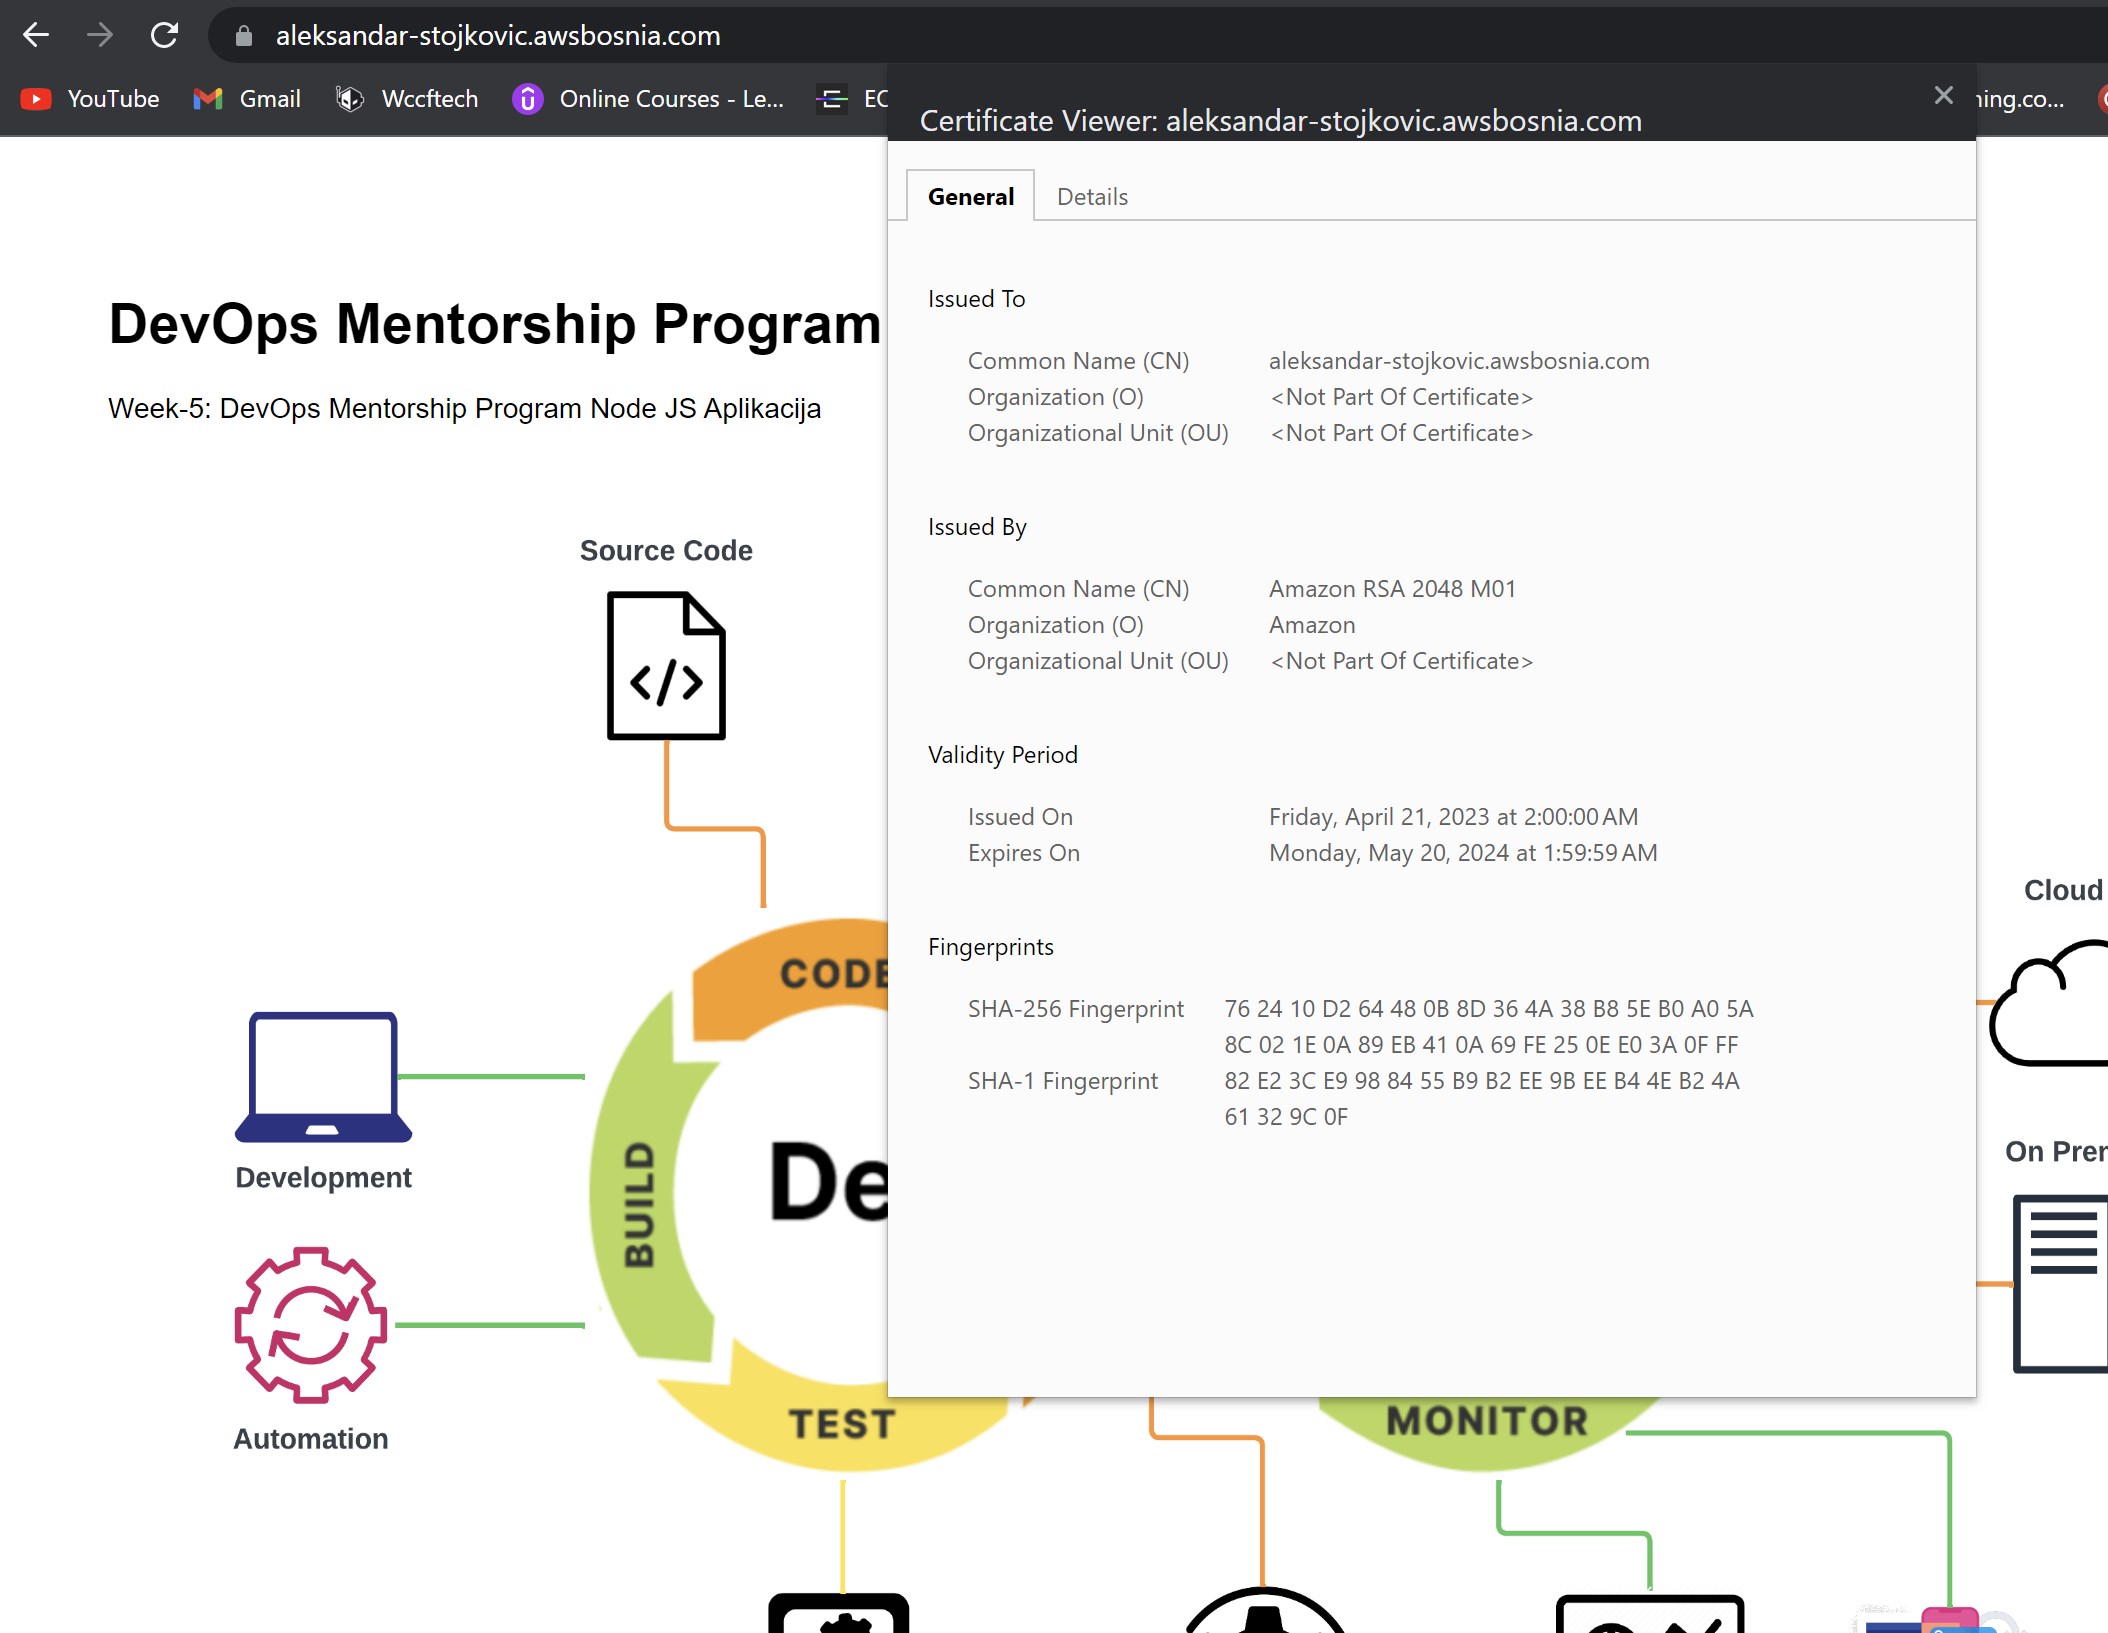 aleksandar-stojkovic.awsbosnia.com
YouTube Gmail Wccftech Online Courses - Le... EC ning.co...
Certificate Viewer: aleksandar-stojkovic.awsbosnia.com
General Details
Issued To
Common Name (CN) aleksandar-stojkovic.awsbosnia.com
Organization (O) <Not Part Of Certificate>
Organizational Unit (OU) <Not Part Of Certificate>
Issued By
Common Name (CN) Amazon RSA 2048 M01
Organization (O) Amazon
Organizational Unit (OU) <Not Part Of Certificate>
Validity Period
Issued On Friday, April 21, 2023 at 2:00:00 AM
Expires On Monday, May 20, 2024 at 1:59:59 AM
Fingerprints
SHA-256 Fingerprint 76 24 10 D2 64 48 0B 8D 36 4A 38 B8 5E B0 A0 5A
8C 02 1E 0A 89 EB 41 0A 69 FE 25 0E E0 3A 0F FF
SHA-1 Fingerprint 82 E2 3C E9 98 84 55 B9 B2 EE 9B EE B4 4E B2 4A
61 32 9C 0F
DevOps Mentorship Program
Week-5: DevOps Mentorship Program Node JS Aplikacija
Source Code
</>
CODE
BUILD
De
TEST
MONITOR
Development
Automation
Cloud
On Prer